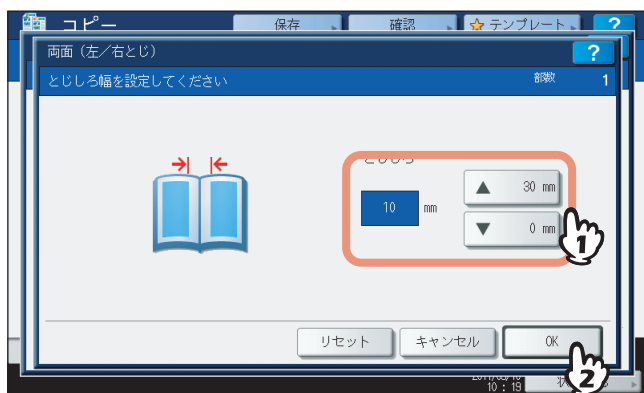 コピー
保存
確認
テンプレート
?
両面(左/右とじ)
?
とじしろ幅を設定してください
部数 1
10 mm
▲ 30 mm
▼ 0 mm
1
リセット
キャンセル
OK
2
10:19